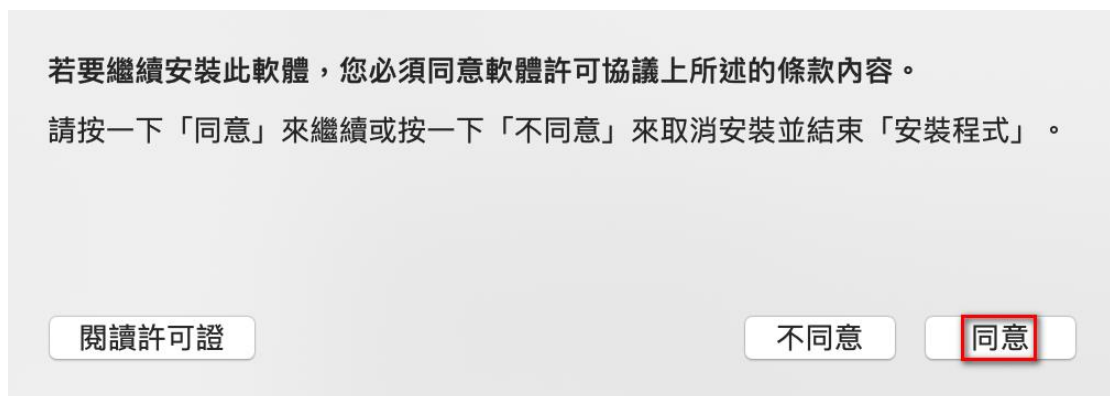 若要繼續安裝此軟體，您必須同意軟體許可協議上所述的條款內容。
請按一下「同意」來繼續或按一下「不同意」來取消安裝並結束「安裝程式」。
閱讀許可證
不同意
同意